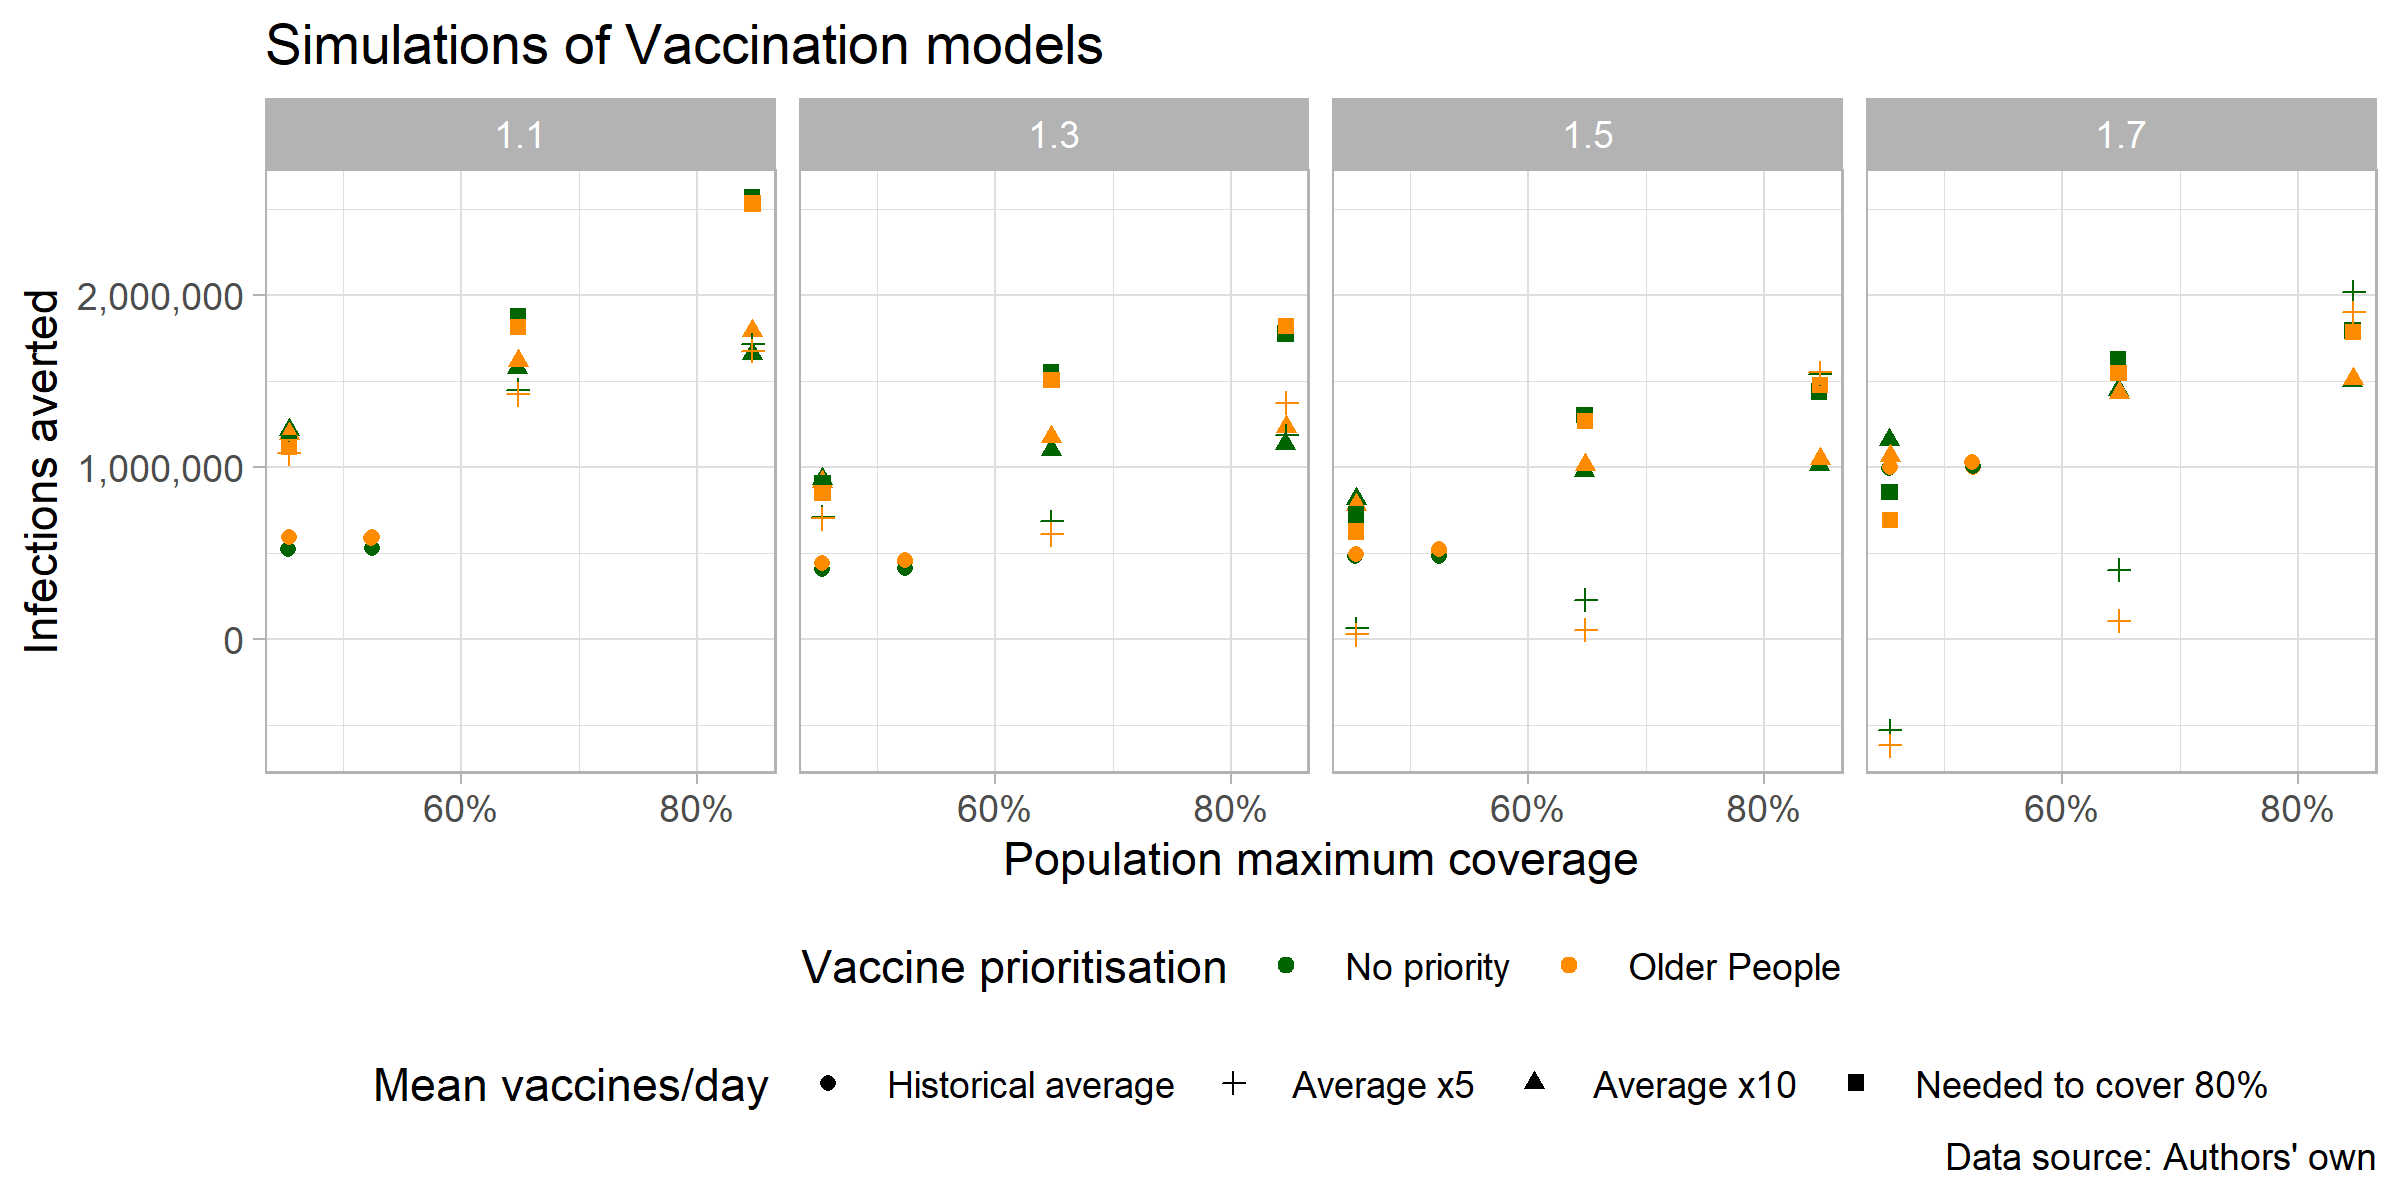 Simulations of Vaccination models
1.1 1.3 1.5 1.7
Infections averted
2,000,000
1,000,000
0
60% 80% 60% 80% 60% 80% 60% 80%
Population maximum coverage
Vaccine prioritisation No priority Older People
Mean vaccines/day Historical average Average x5 Average x10 Needed to cover 80%
Data source: Authors' own